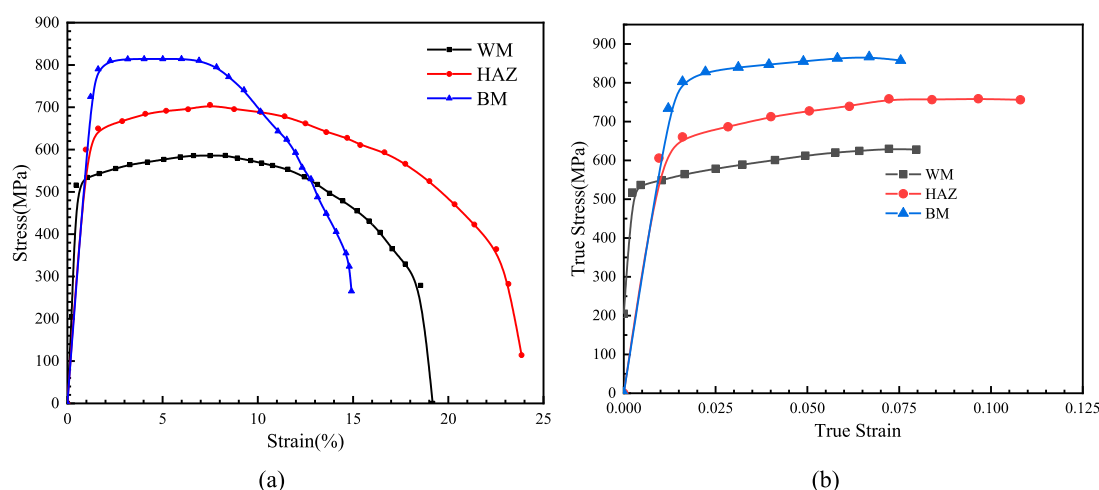 900
800
700
600
500
400
300
200
100
0
Stress(MPa)
0 5 10 15 20 25
Strain(%)
WM
HAZ
BM
(a)
900
800
700
600
500
400
300
200
100
0
True Stress(MPa)
0.000 0.025 0.050 0.075 0.100 0.125
True Strain
WM
HAZ
BM
(b)